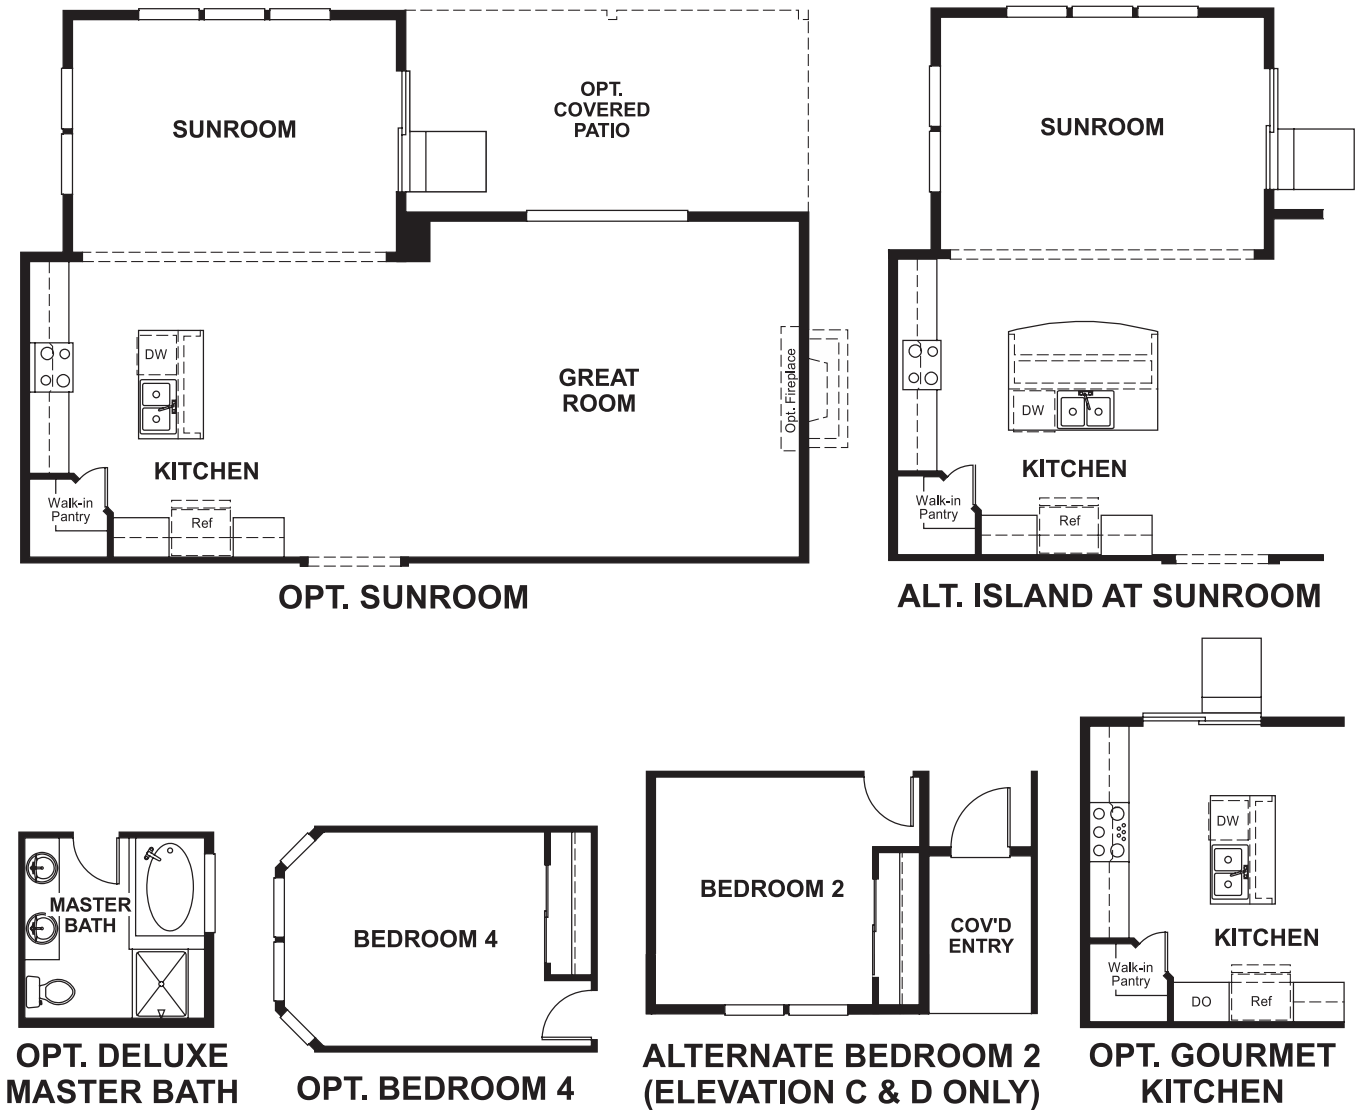 SUNROOM
OPT.
COVERED
PATIO
DW
GREAT
ROOM
Opt. Fireplace
KITCHEN
Walk-in
Pantry
Ref
OPT. SUNROOM
SUNROOM
DW
KITCHEN
Walk-in
Pantry
Ref
ALT. ISLAND AT SUNROOM
MASTER
BATH
OPT. DELUXE
MASTER BATH
BEDROOM 4
OPT. BEDROOM 4
BEDROOM 2
COV'D
ENTRY
ALTERNATE BEDROOM 2
(ELEVATION C & D ONLY)
DW
KITCHEN
Walk-in
Pantry
DO
Ref
OPT. GOURMET
KITCHEN